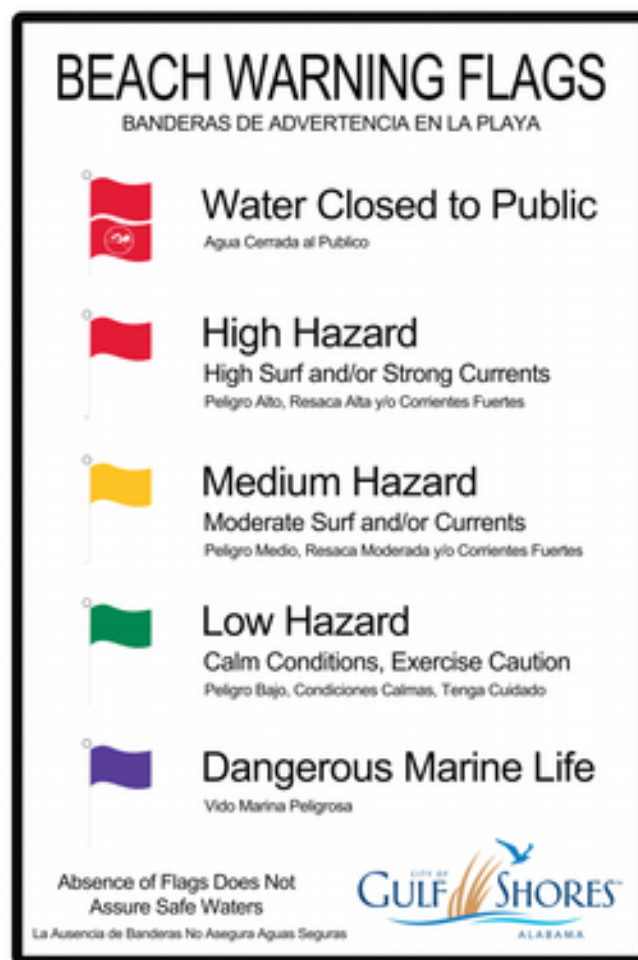 BEACH WARNING FLAGS
BANDERAS DE ADVERTENCIA EN LA PLAYA
Water Closed to Public
Agua Cerrada al Publico
High Hazard
High Surf and/or Strong Currents
Peligro Alto, Resaca Alta y/o Corrientes Fuertes
Medium Hazard
Moderate Surf and/or Currents
Peligro Medio, Resaca Moderada y/o Corrientes Fuertes
Low Hazard
Calm Conditions, Exercise Caution
Peligro Bajo, Condiciones Calmas, Tenga Cuidado
Dangerous Marine Life
Vido Marina Peligrosa
Absence of Flags Does Not
Assure Safe Waters
La Ausencia de Banderas No Asegura Aguas Seguras
CITY OF
GULF SHORES™
ALABAMA